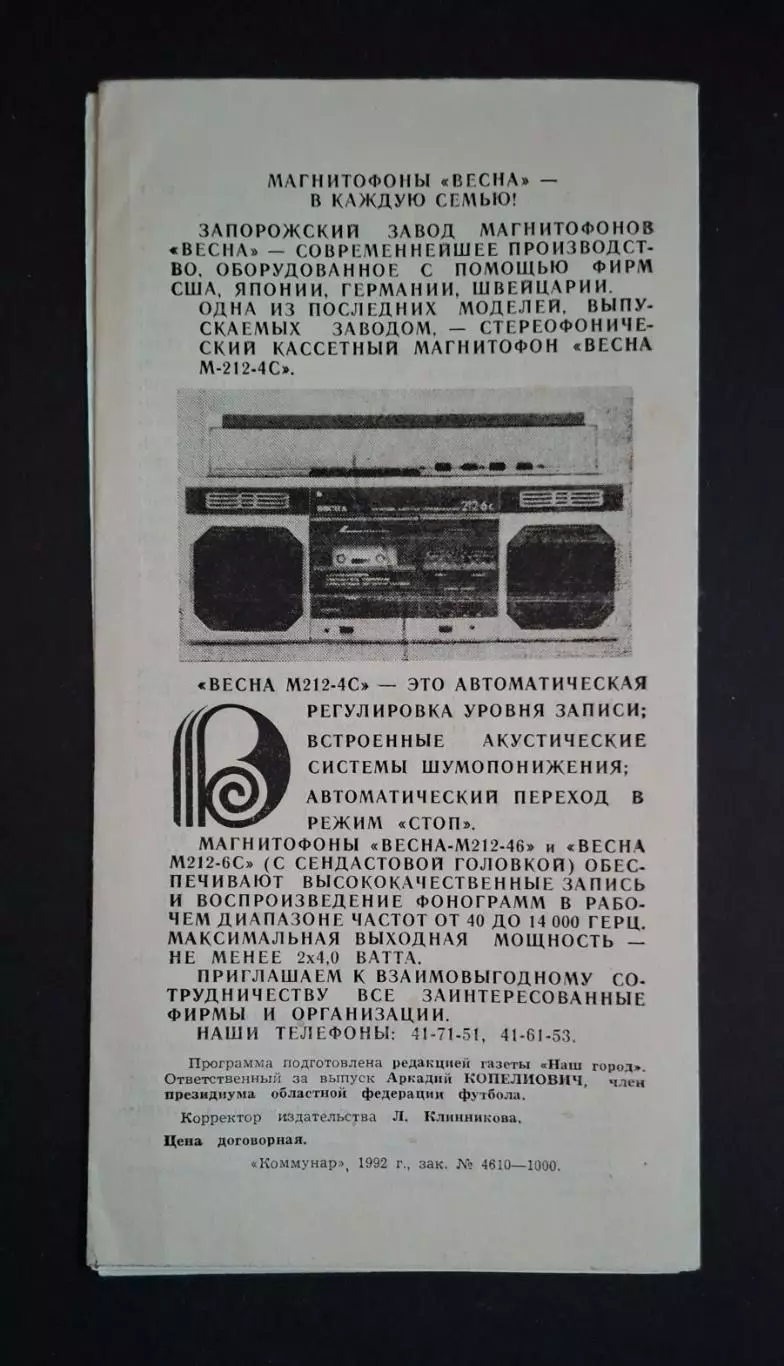 МАГНИТОФОНЫ «ВЕСНА» —
В КАЖДУЮ СЕМЬЮ!
ЗАПОРОЖСКИЙ ЗАВОД МАГНИТОФОНОВ
«ВЕСНА» — СОВРЕМЕННЕЙШЕЕ ПРОИЗВОДСТ-
ВО, ОБОРУДОВАННОЕ С ПОМОЩЬЮ ФИРМ
США, ЯПОНИИ, ГЕРМАНИИ, ШВЕЙЦАРИИ.
ОДНА ИЗ ПОСЛЕДНИХ МОДЕЛЕЙ, ВЫПУ-
СКАЕМЫХ ЗАВОДОМ, — СТЕРЕОФОНИЧЕ-
СКИЙ КАССЕТНЫЙ МАГНИТОФОН «ВЕСНА
М-212-4С».
ВЕСНА
212 6с
«ВЕСНА М212-4С» — ЭТО АВТОМАТИЧЕСКАЯ
РЕГУЛИРОВКА УРОВНЯ ЗАПИСИ;
ВСТРОЕННЫЕ АКУСТИЧЕСКИЕ
СИСТЕМЫ ШУМОПОНИЖЕНИЯ;
АВТОМАТИЧЕСКИЙ ПЕРЕХОД В
РЕЖИМ «СТОП».
МАГНИТОФОНЫ «ВЕСНА-М212-46» и «ВЕСНА
М212-6С» (С СЕНДАСТОВОЙ ГОЛОВКОЙ) ОБЕС-
ПЕЧИВАЮТ ВЫСОКОКАЧЕСТВЕННЫЕ ЗАПИСЬ
И ВОСПРОИЗВЕДЕНИЕ ФОНОГРАММ В РАБО-
ЧЕМ ДИАПАЗОНЕ ЧАСТОТ ОТ 40 ДО 14 000 ГЕРЦ.
МАКСИМАЛЬНАЯ ВЫХОДНАЯ МОЩНОСТЬ —
НЕ МЕНЕЕ 2х4,0 ВАТТА.
ПРИГЛАШАЕМ К ВЗАИМОВЫГОДНОМУ СО-
ТРУДНИЧЕСТВУ ВСЕ ЗАИНТЕРЕСОВАННЫЕ
ФИРМЫ И ОРГАНИЗАЦИИ.
НАШИ ТЕЛЕФОНЫ: 41-71-51, 41-61-53.
Программа подготовлена редакцией газеты «Наш город».
Ответственный за выпуск Аркадий КОПЕЛИОВИЧ, член
президиума областной федерации футбола.
Корректор издательства Л. Клинникова.
Цена договорная.
«Коммунар», 1992 г., зак. № 4610—1000.